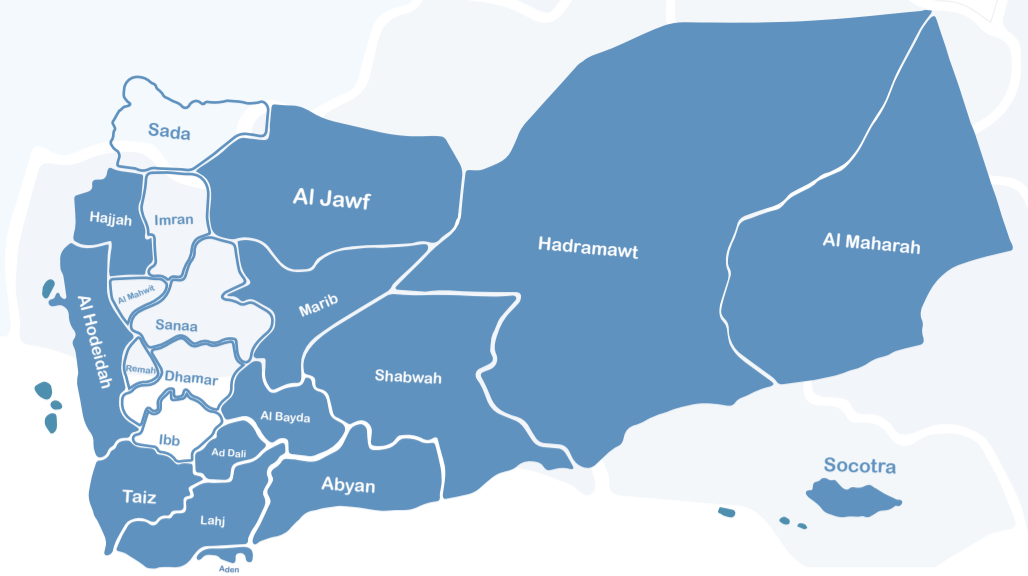 Sada
Al Jawf
Hajjah
Imran
Hadramawt
Al Maharah
Al Mahwit
Marib
Sanaa
Al Hodeidah
Remah
Dhamar
Shabwah
Al Bayda
Ibb
Ad Dali
Socotra
Abyan
Taiz
Lahj
Aden